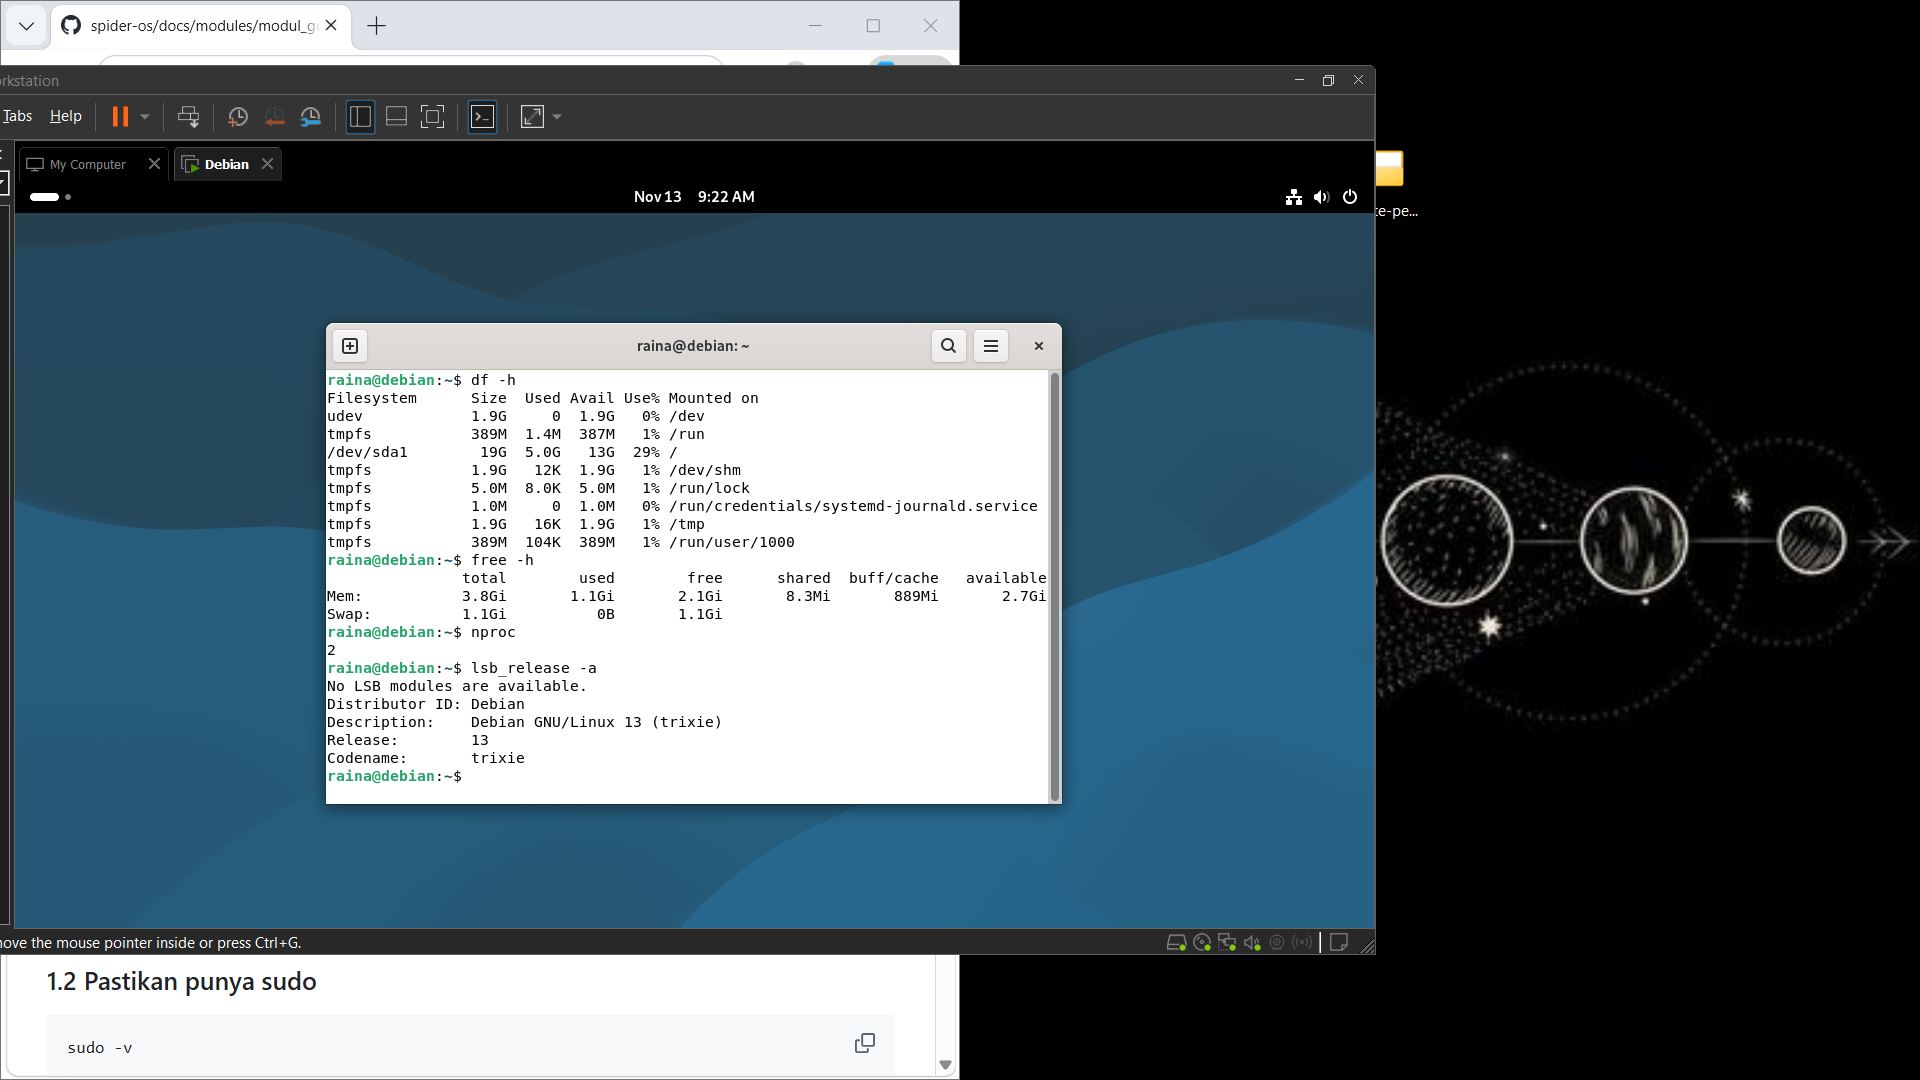 spider-os/docs/modules/modul_g
rkstation
Tabs Help
My Computer
Debian
Nov 13 9:22 AM
te-pe...
raina@debian: ~
raina@debian:~$ df -h
Filesystem Size Used Avail Use% Mounted on
udev 1.9G 0 1.9G 0% /dev
tmpfs 389M 1.4M 387M 1% /run
/dev/sda1 19G 5.0G 13G 29% /
tmpfs 1.9G 12K 1.9G 1% /dev/shm
tmpfs 5.0M 8.0K 5.0M 1% /run/lock
tmpfs 1.0M 0 1.0M 0% /run/credentials/systemd-journald.service
tmpfs 1.9G 16K 1.9G 1% /tmp
tmpfs 389M 104K 389M 1% /run/user/1000
raina@debian:~$ free -h
total used free shared buff/cache available
Mem: 3.8Gi 1.1Gi 2.1Gi 8.3Mi 889Mi 2.7Gi
Swap: 1.1Gi 0B 1.1Gi
raina@debian:~$ nproc
2
raina@debian:~$ lsb_release -a
No LSB modules are available.
Distributor ID: Debian
Description: Debian GNU/Linux 13 (trixie)
Release: 13
Codename: trixie
raina@debian:~$
ove the mouse pointer inside or press Ctrl+G.
1.2 Pastikan punya sudo
sudo -v